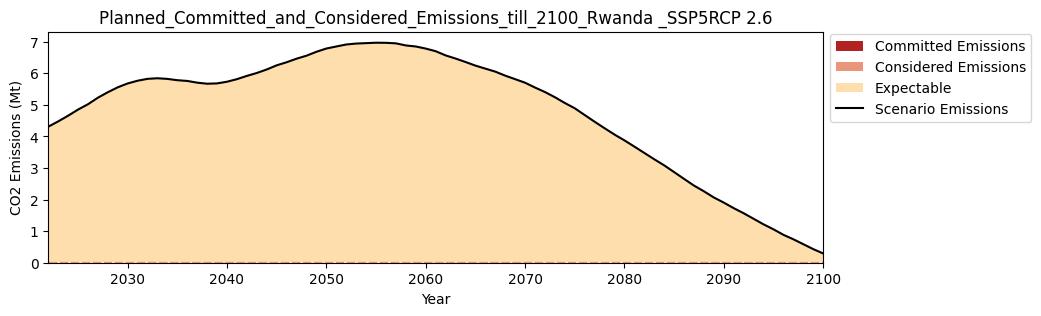 Planned_Committed_and_Considered_Emissions_till_2100_Rwanda _SSP5RCP 2.6
Committed Emissions
Considered Emissions
Expectable
Scenario Emissions
CO2 Emissions (Mt)
7
6
5
4
3
2
1
0
2030 2040 2050 2060 2070 2080 2090 2100
Year